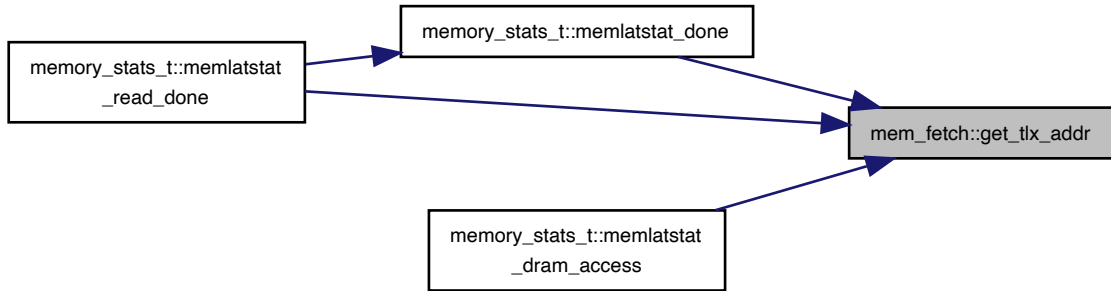 memory_stats_t::memlatstat_done
memory_stats_t::memlatstat
_read_done
mem_fetch::get_tlx_addr
memory_stats_t::memlatstat
_dram_access